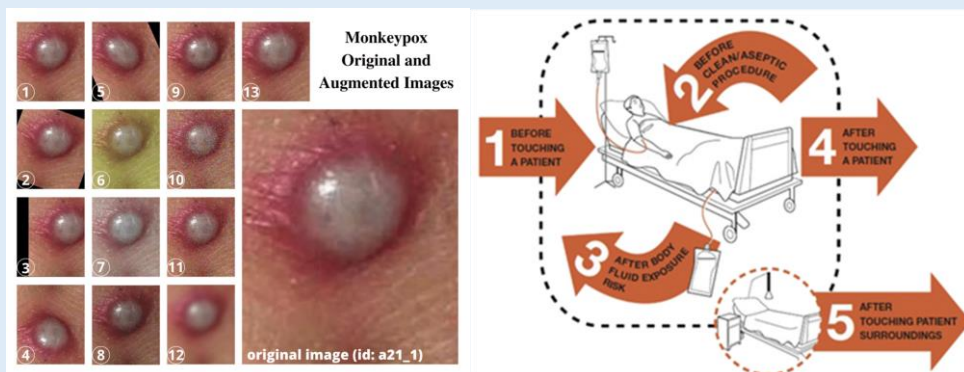 Monkeypox
Original and
Augmented Images
1
5
9
13
2
6
10
3
7
11
4
8
12
original image (id: a21_1)
1 BEFORE
TOUCHING
A PATIENT
2 BEFORE
CLEAN/ASEPTIC
PROCEDURE
3 AFTER BODY
FLUID EXPOSURE
RISK
4 AFTER
TOUCHING
A PATIENT
5 AFTER
TOUCHING PATIENT
SURROUNDINGS